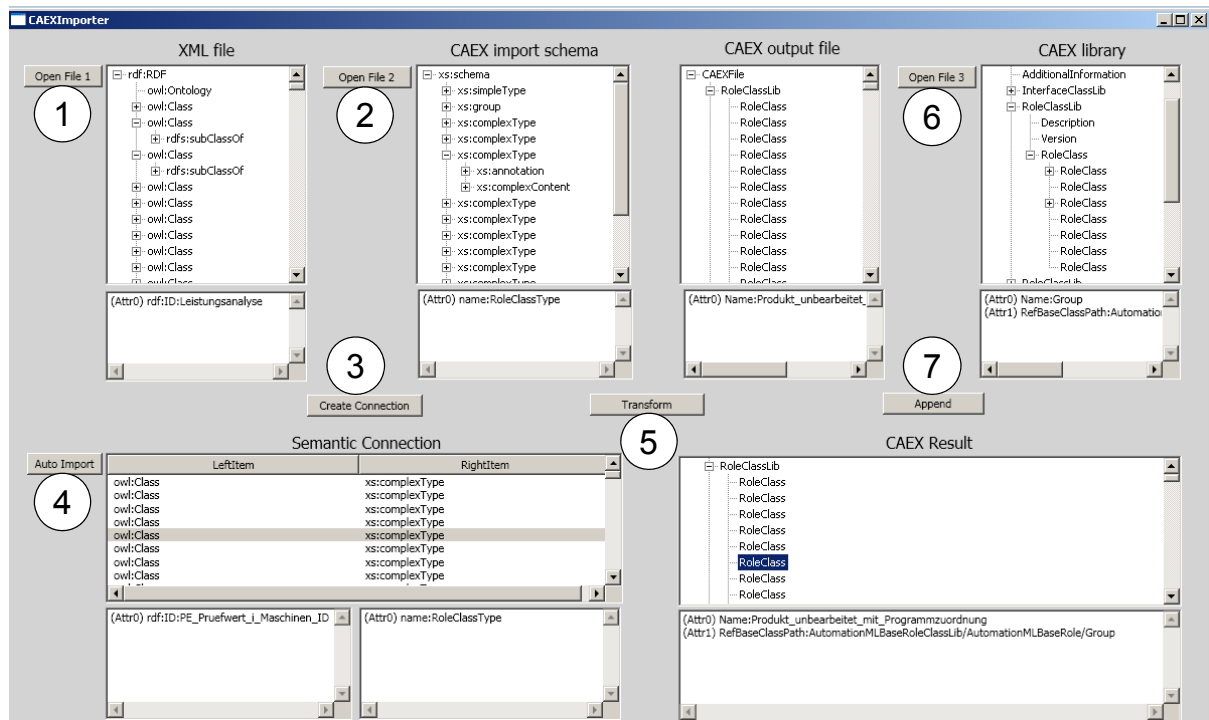 CAEXImporter
XML file
Open File 1
1
rdf:RDF
owl:Ontology
owl:Class
owl:Class
rdfs:subClassOf
owl:Class
rdfs:subClassOf
owl:Class
owl:Class
owl:Class
owl:Class
owl:Class
(Attr0) rdf:ID:Leistungsanalyse
CAEX import schema
Open File 2
2
xs:schema
xs:simpleType
xs:group
xs:complexType
xs:complexType
xs:complexType
xs:annotation
xs:complexContent
xs:complexType
xs:complexType
xs:complexType
xs:complexType
xs:complexType
(Attr0) name:RoleClassType
CAEX output file
CAEXFile
RoleClassLib
RoleClass
RoleClass
RoleClass
RoleClass
RoleClass
RoleClass
RoleClass
RoleClass
RoleClass
RoleClass
RoleClass
(Attr0) Name:Produkt_unbearbeitet_
CAEX library
Open File 3
6
AdditionalInformation
InterfaceClassLib
RoleClassLib
Description
Version
RoleClass
RoleClass
RoleClass
RoleClass
RoleClass
RoleClass
RoleClass
RoleClass
RoleClassLib
(Attr0) Name:Group
(Attr1) RefBaseClassPath:Automation
3
Create Connection
Transform
5
7
Append
Semantic Connection
Auto Import
4
LeftItem RightItem
owl:Class xs:complexType
owl:Class xs:complexType
owl:Class xs:complexType
owl:Class xs:complexType
owl:Class xs:complexType
owl:Class xs:complexType
owl:Class xs:complexType
owl:Class xs:complexType
(Attr0) rdf:ID:PE_Pruefwert_i_Maschinen_ID
(Attr0) name:RoleClassType
CAEX Result
RoleClassLib
RoleClass
RoleClass
RoleClass
RoleClass
RoleClass
RoleClass
RoleClass
RoleClass
(Attr0) Name:Produkt_unbearbeitet_mit_Programmzuordnung
(Attr1) RefBaseClassPath:AutomationMLBaseRoleClassLib/AutomationMLBaseRole/Group